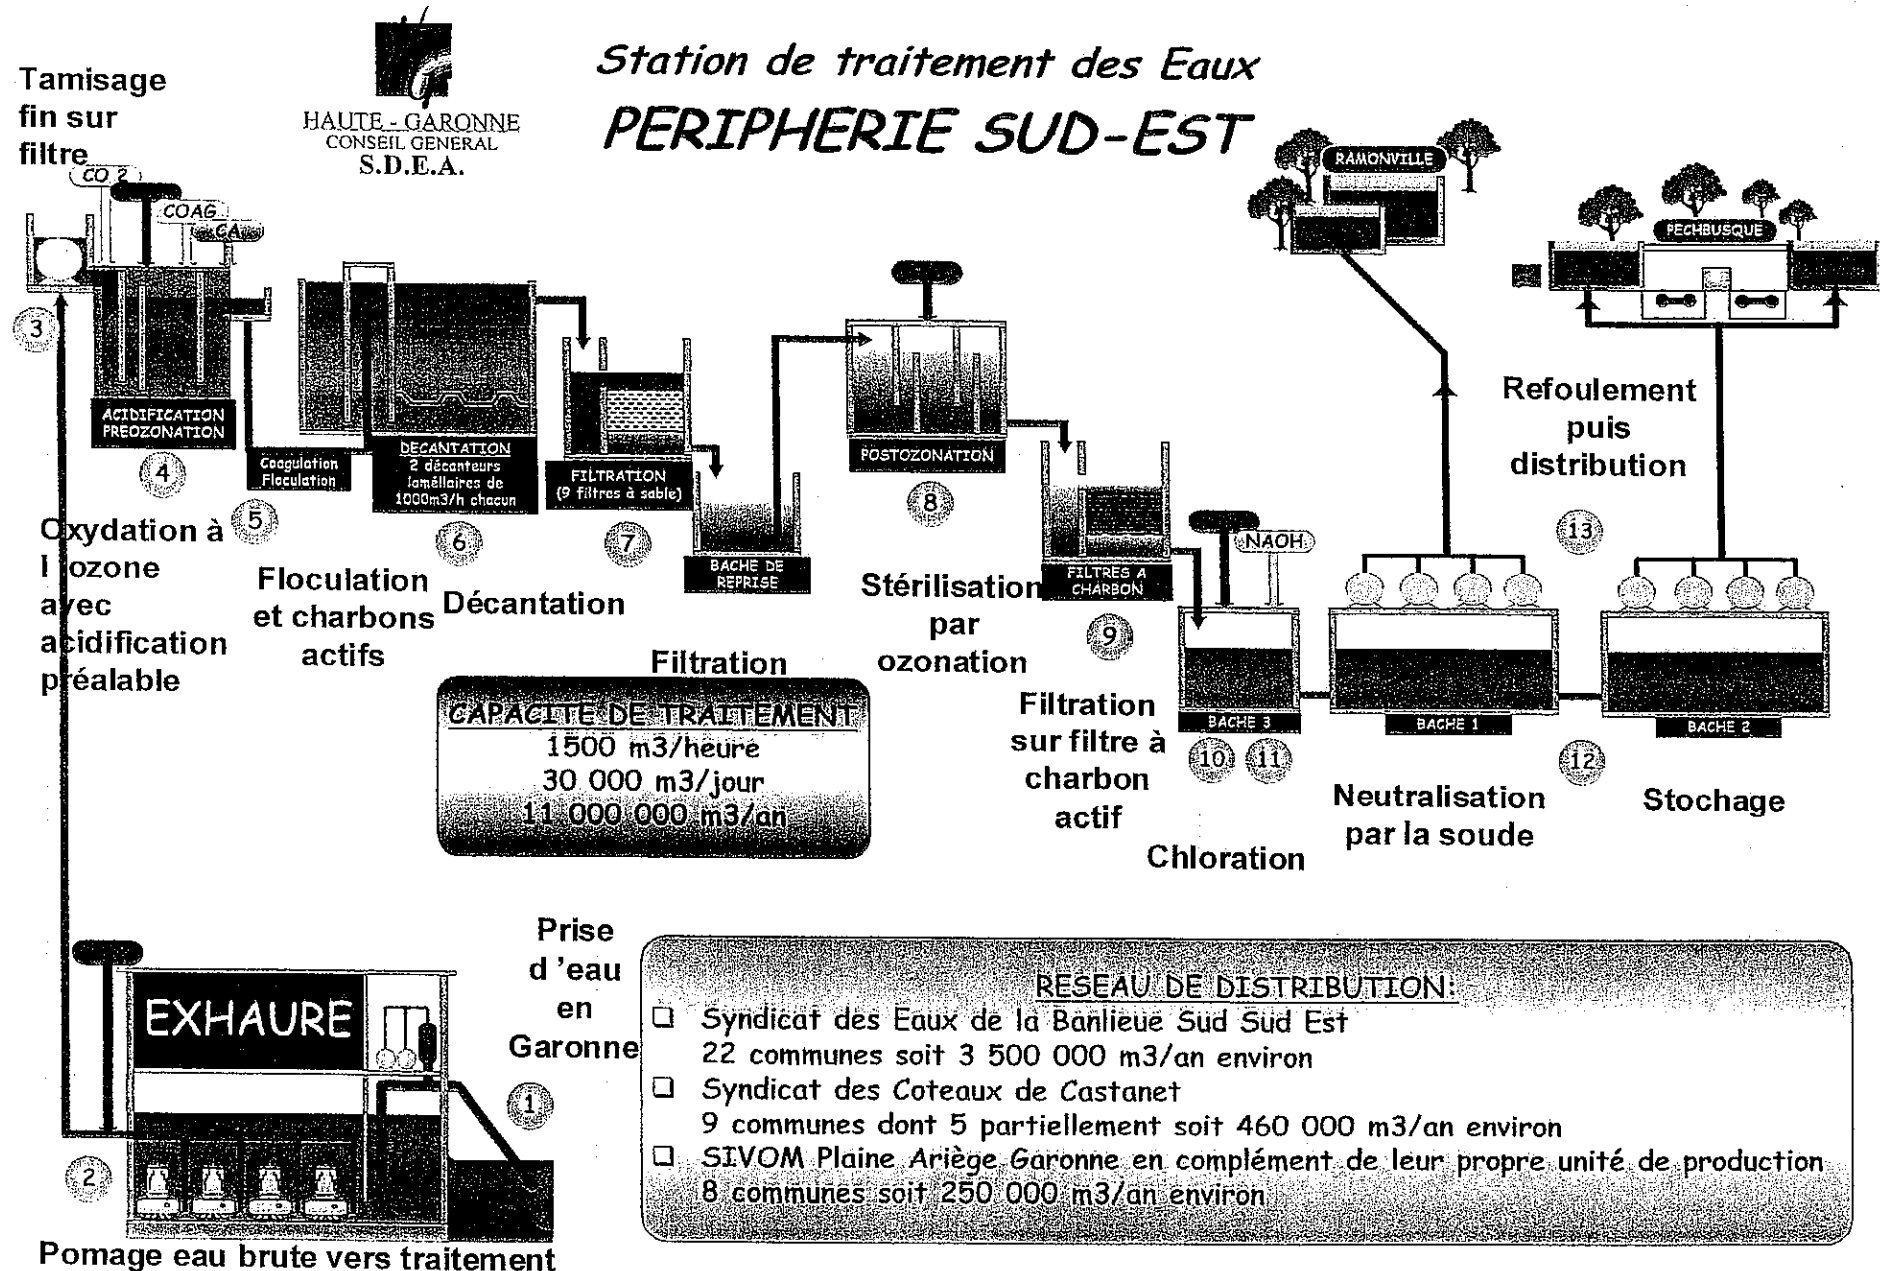 Station de traitement des Eaux
PERIPHERIE SUD-EST
HAUTE - GARONNE
CONSEIL GENERAL
S.D.E.A.
Tamisage
fin sur
filtre
CO 2
COAG
CA
3
ACIDIFICATION
PREOZONATION
4
Oxydation à
l 'ozone
avec
acidification
préalable
Coagulation
Floculation
5
Floculation
et charbons
actifs
DECANTATION
2 décanteurs
laméllaires de
1000m3/h chacun
6
Décantation
FILTRATION
(9 filtres à sable)
7
Filtration
BACHE DE
REPRISE
POSTOZONATION
8
Stérilisation
par
ozonation
FILTRES A
CHARBON
9
Filtration
sur filtre à
charbon
actif
NAOH
BACHE 3
10 11
Chloration
BACHE 1
Neutralisation
par la soude
12
BACHE 2
Stochage
RAMONVILLE
PECHBUSQUE
Refoulement
puis
distribution
13
CAPACITE DE TRAITEMENT
1500 m3/heure
30 000 m3/jour
11 000 000 m3/an
EXHAURE
Prise
d 'eau
en
Garonne
1
2
Pomage eau brute vers traitement
RESEAU DE DISTRIBUTION:
Syndicat des Eaux de la Banlieue Sud Sud Est
22 communes soit 3 500 000 m3/an environ
Syndicat des Coteaux de Castanet
9 communes dont 5 partiellement soit 460 000 m3/an environ
SIVOM Plaine Ariège Garonne en complément de leur propre unité de production
8 communes soit 250 000 m3/an environ